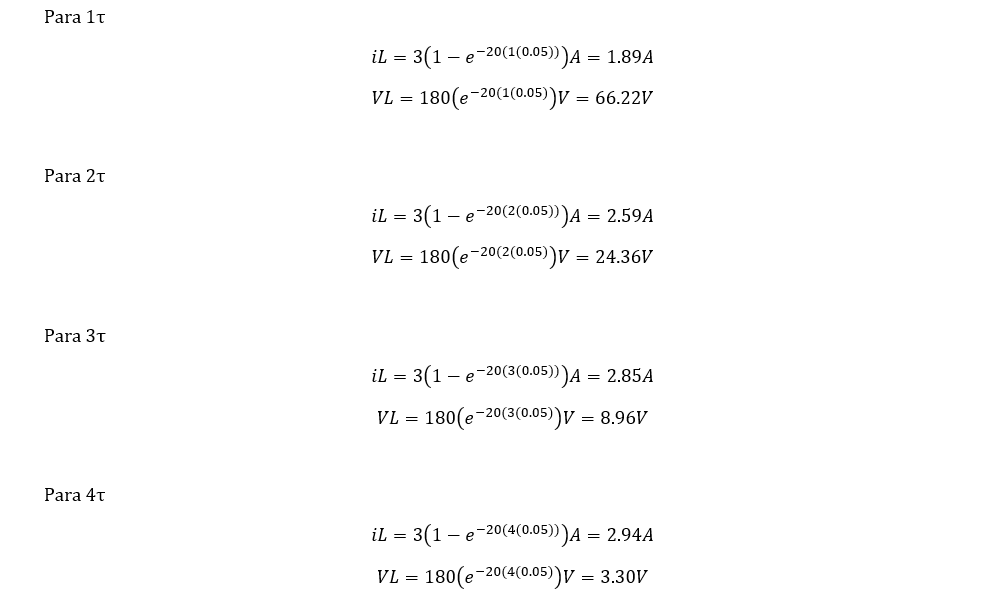 Para 1τ
iL = 3(1 − e^−20(1(0.05)))A = 1.89A
VL = 180(e^−20(1(0.05))V = 66.22V
Para 2τ
iL = 3(1 − e^−20(2(0.05)))A = 2.59A
VL = 180(e^−20(2(0.05))V = 24.36V
Para 3τ
iL = 3(1 − e^−20(3(0.05)))A = 2.85A
VL = 180(e^−20(3(0.05))V = 8.96V
Para 4τ
iL = 3(1 − e^−20(4(0.05)))A = 2.94A
VL = 180(e^−20(4(0.05))V = 3.30V